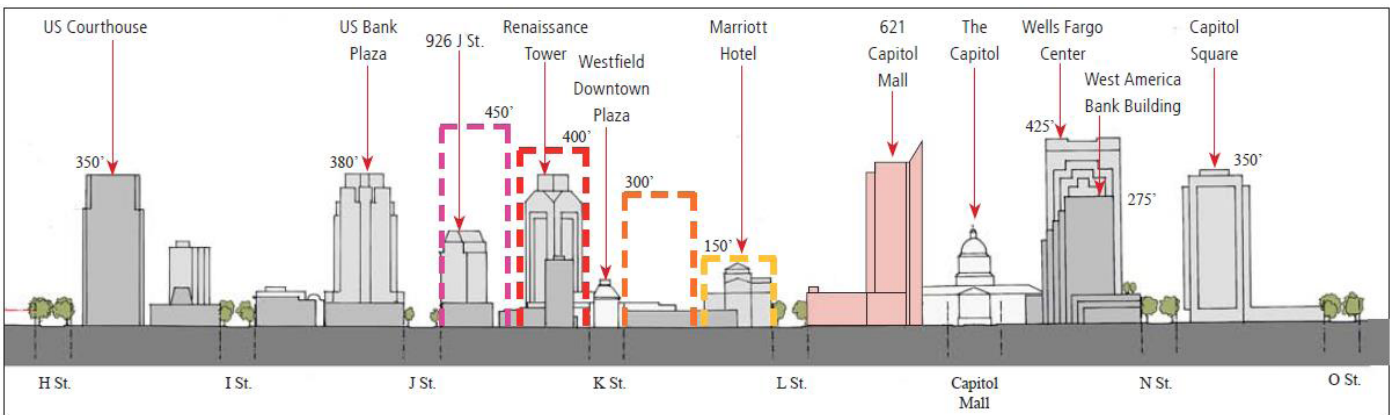 US Courthouse
US Bank
Plaza
926 J St.
Renaissance
Tower
Westfield
Downtown
Plaza
Marriott
Hotel
621
Capitol
Mall
The
Capitol
Wells Fargo
Center
West America
Bank Building
Capitol
Square
350’
380’
450’
400’
300’
150’
425’
275’
350’
H St.
I St.
J St.
K St.
L St.
Capitol
Mall
N St.
O St.